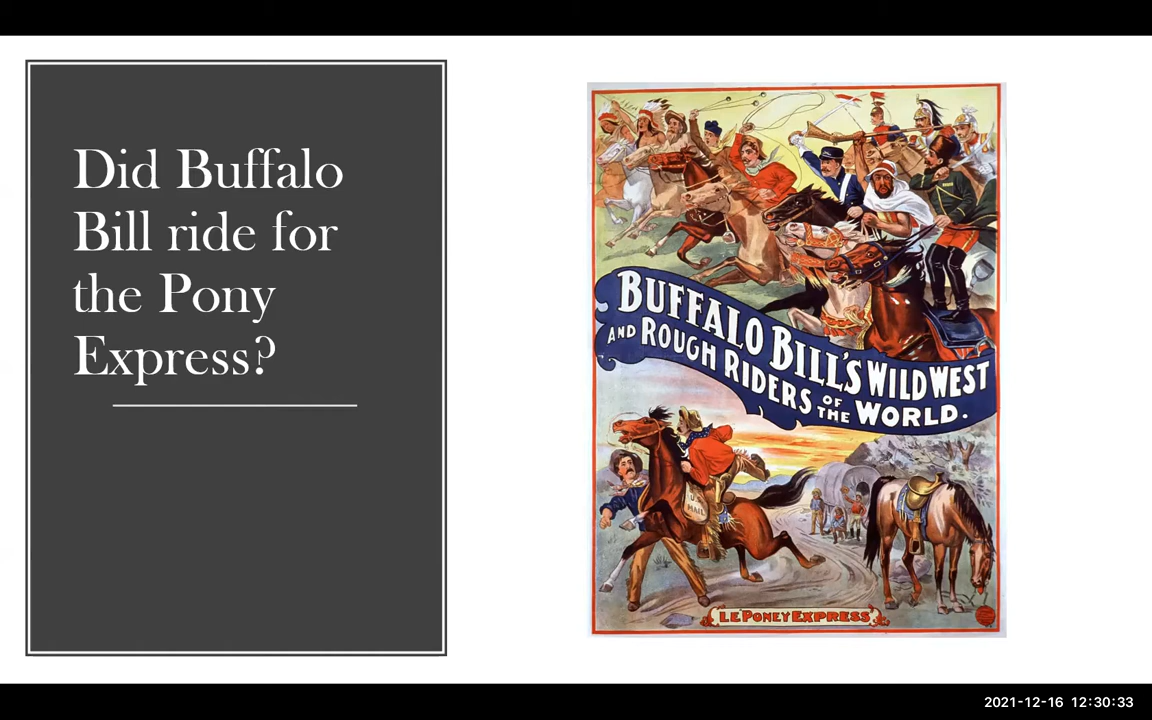 Did Buffalo
Bill ride for
the Pony
Express?
BUFFALO BILL'S WILD WEST
AND ROUGH RIDERS OF THE WORLD.
U.S. MAIL
LE PONEY EXPRESS
2021-12-16 12:30:33